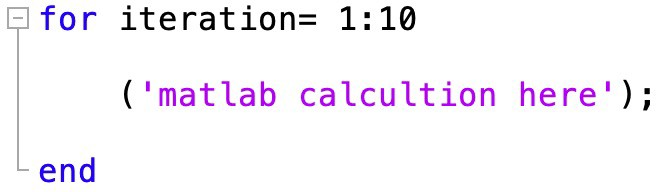 for iteration= 1:10
('matlab calcultion here');
end